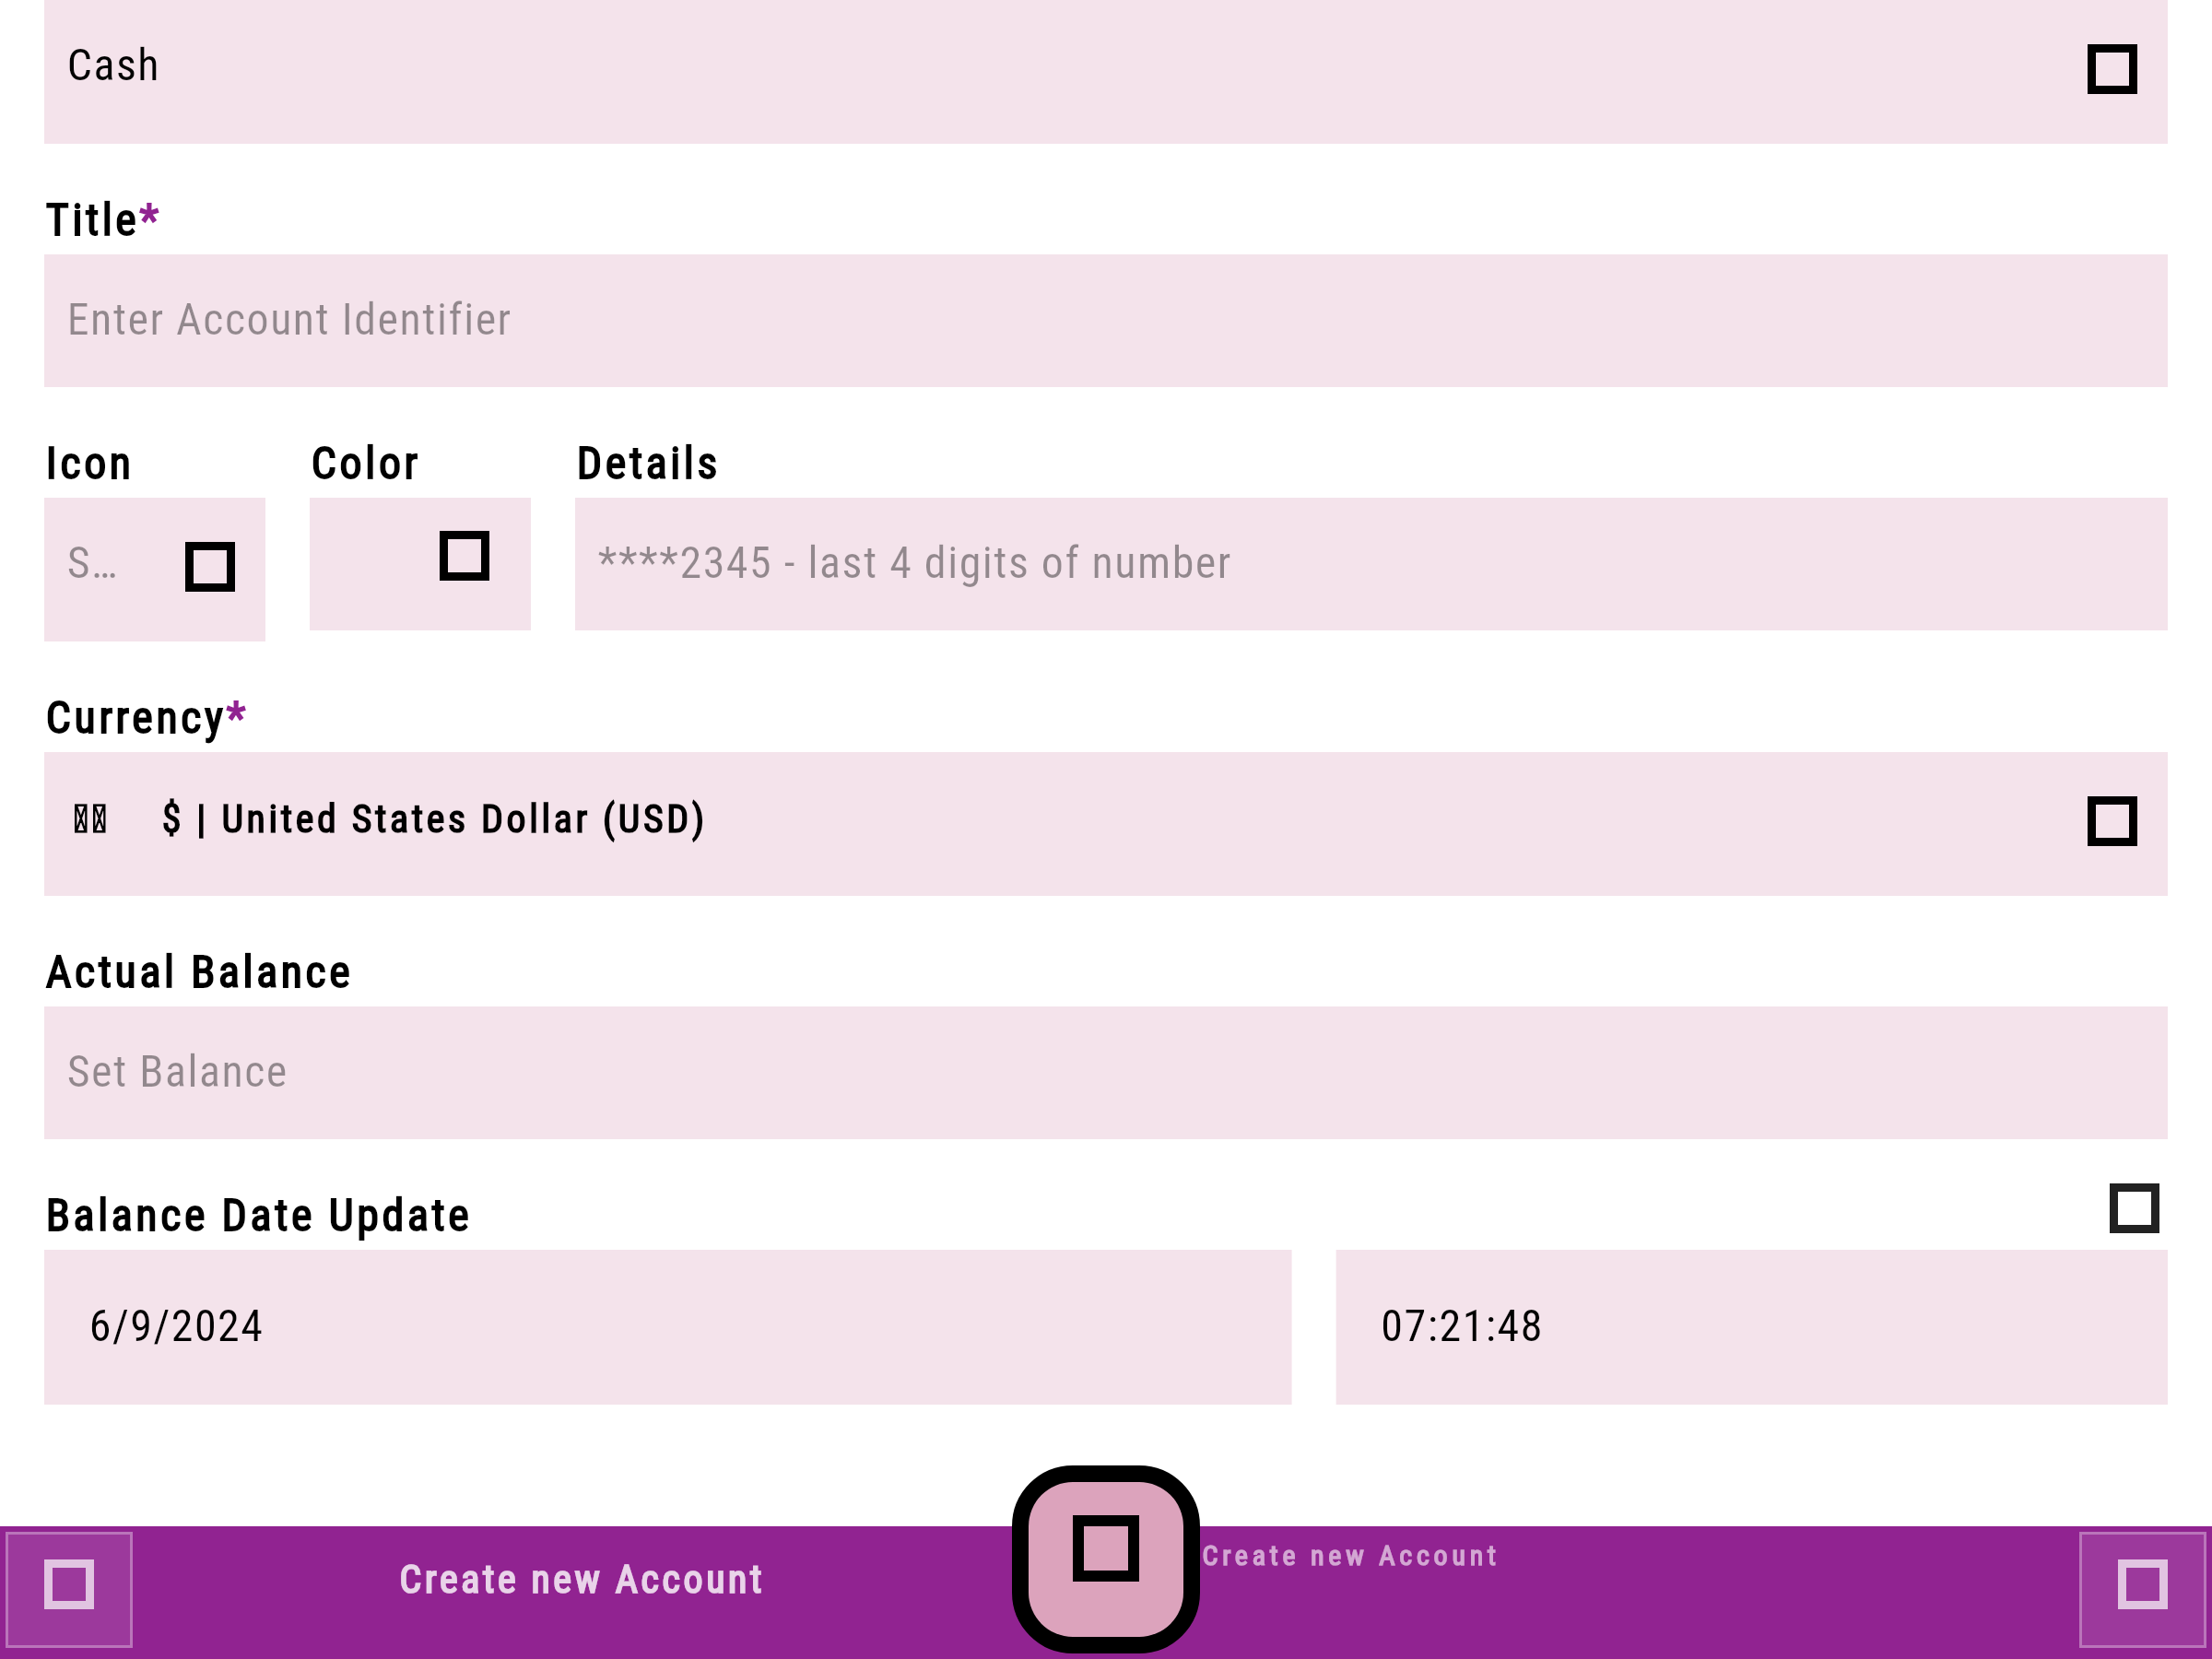 Cash
Title*
Enter Account Identifier
Icon Color Details
S… ****2345 - last 4 digits of number
Currency*
$ | United States Dollar (USD)
Actual Balance
Set Balance
Balance Date Update
6/9/2024 07:21:48
Create new Account Create new Account